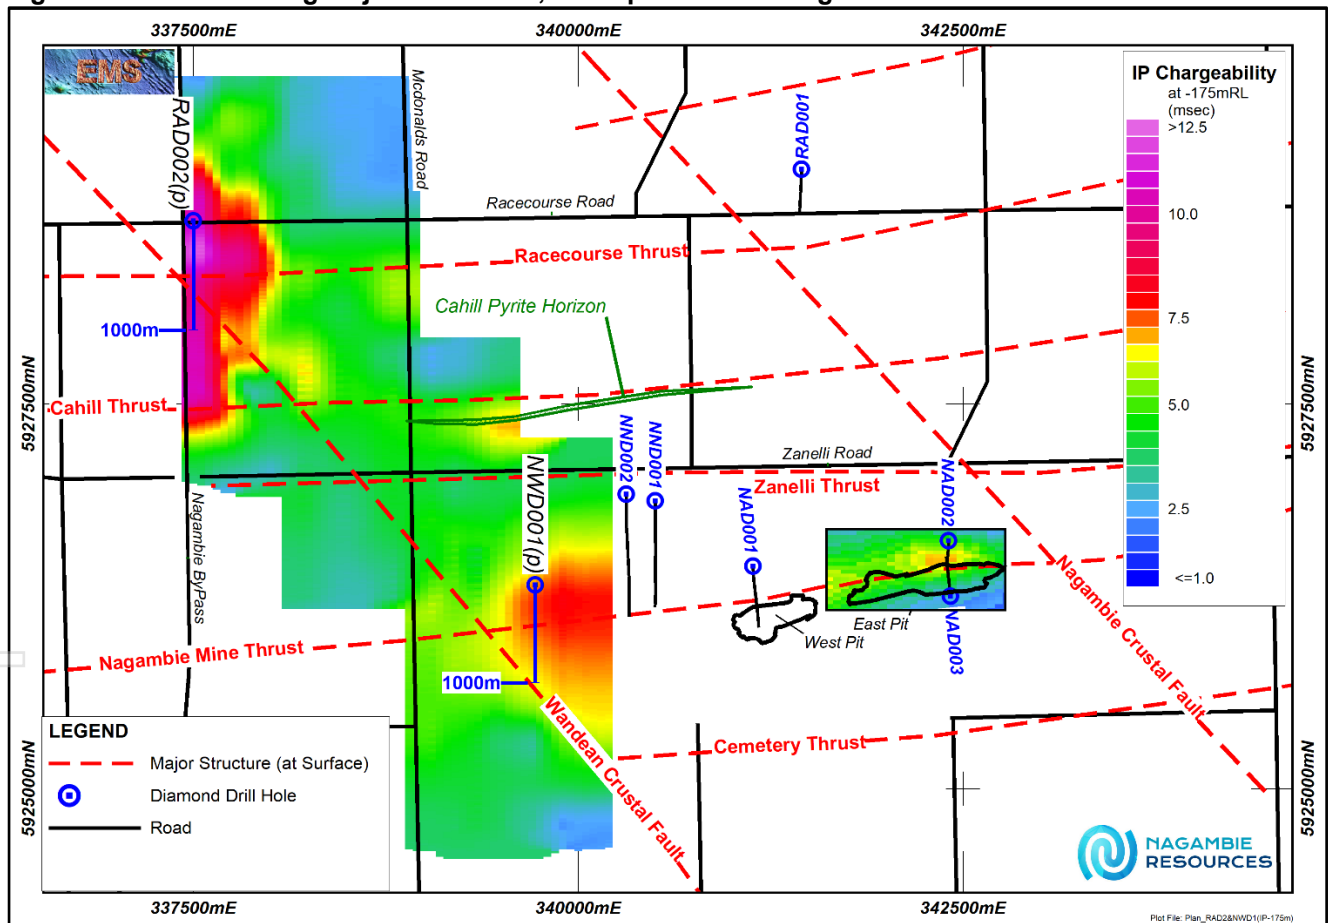 337500mE
340000mE
342500mE
EMS
RAD002(p)
Mcdonalds Road
RAD001
IP Chargeability
at -175mRL
(msec)
>12.5
10.0
7.5
5.0
2.5
<=1.0
Racecourse Road
Racecourse Thrust
Cahill Pyrite Horizon
1000m
Cahill Thrust
5927500mN
5927500mN
Zanelli Road
Zanelli Thrust
NND002
NND001
NAD001
NAD002
Nagambie ByPass
NWD001(p)
East Pit
West Pit
NAD003
Nagambie Crustal Fault
Nagambie Mine Thrust
1000m
Wandean Crustal Fault
Cemetery Thrust
LEGEND
Major Structure (at Surface)
Diamond Drill Hole
Road
5925000mN
5925000mN
NAGAMBIE
RESOURCES
337500mE
340000mE
342500mE
Plot File: Plan_RAD2&NWD1(IP-175m)